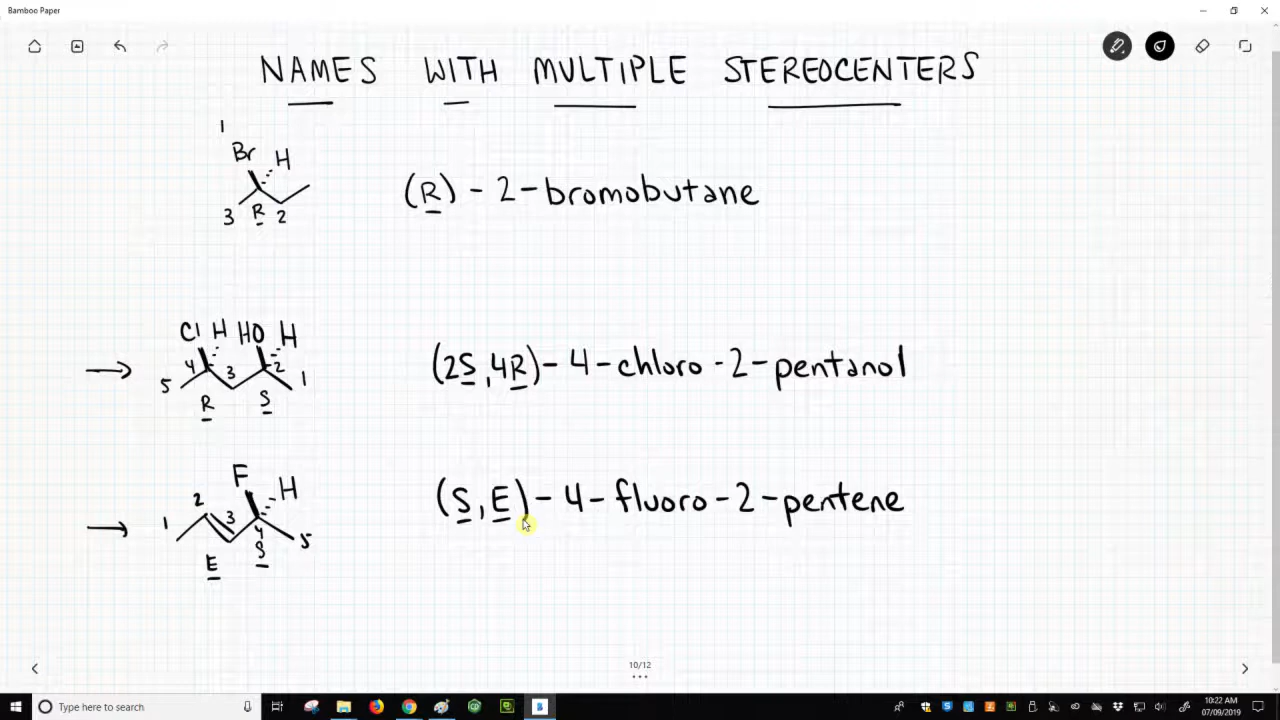 Bamboo Paper
NAMES WITH MULTIPLE STEREOCENTERS
1
Br H
3 R 2
(R) - 2 - bromobutane
Cl H HO H
5 4 3 2 1
R S
(2S, 4R) - 4 - chloro - 2 - pentanol
F H
1 2 3 4 5
E S
(S, E) - 4 - fluoro - 2 - pentene
10/12
Type here to search
10:22 AM
07/09/2019